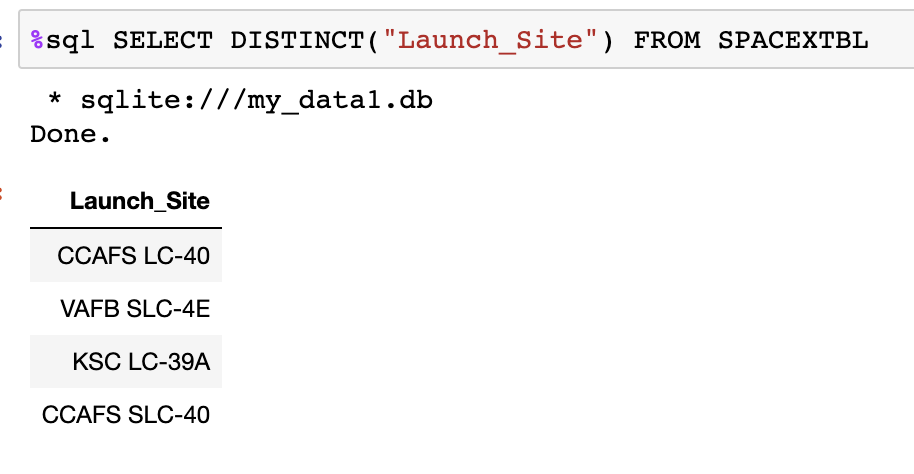 %sql SELECT DISTINCT("Launch_Site") FROM SPACEXTBL
* sqlite:///my_data1.db
Done.
Launch_Site
CCAFS LC-40
VAFB SLC-4E
KSC LC-39A
CCAFS SLC-40